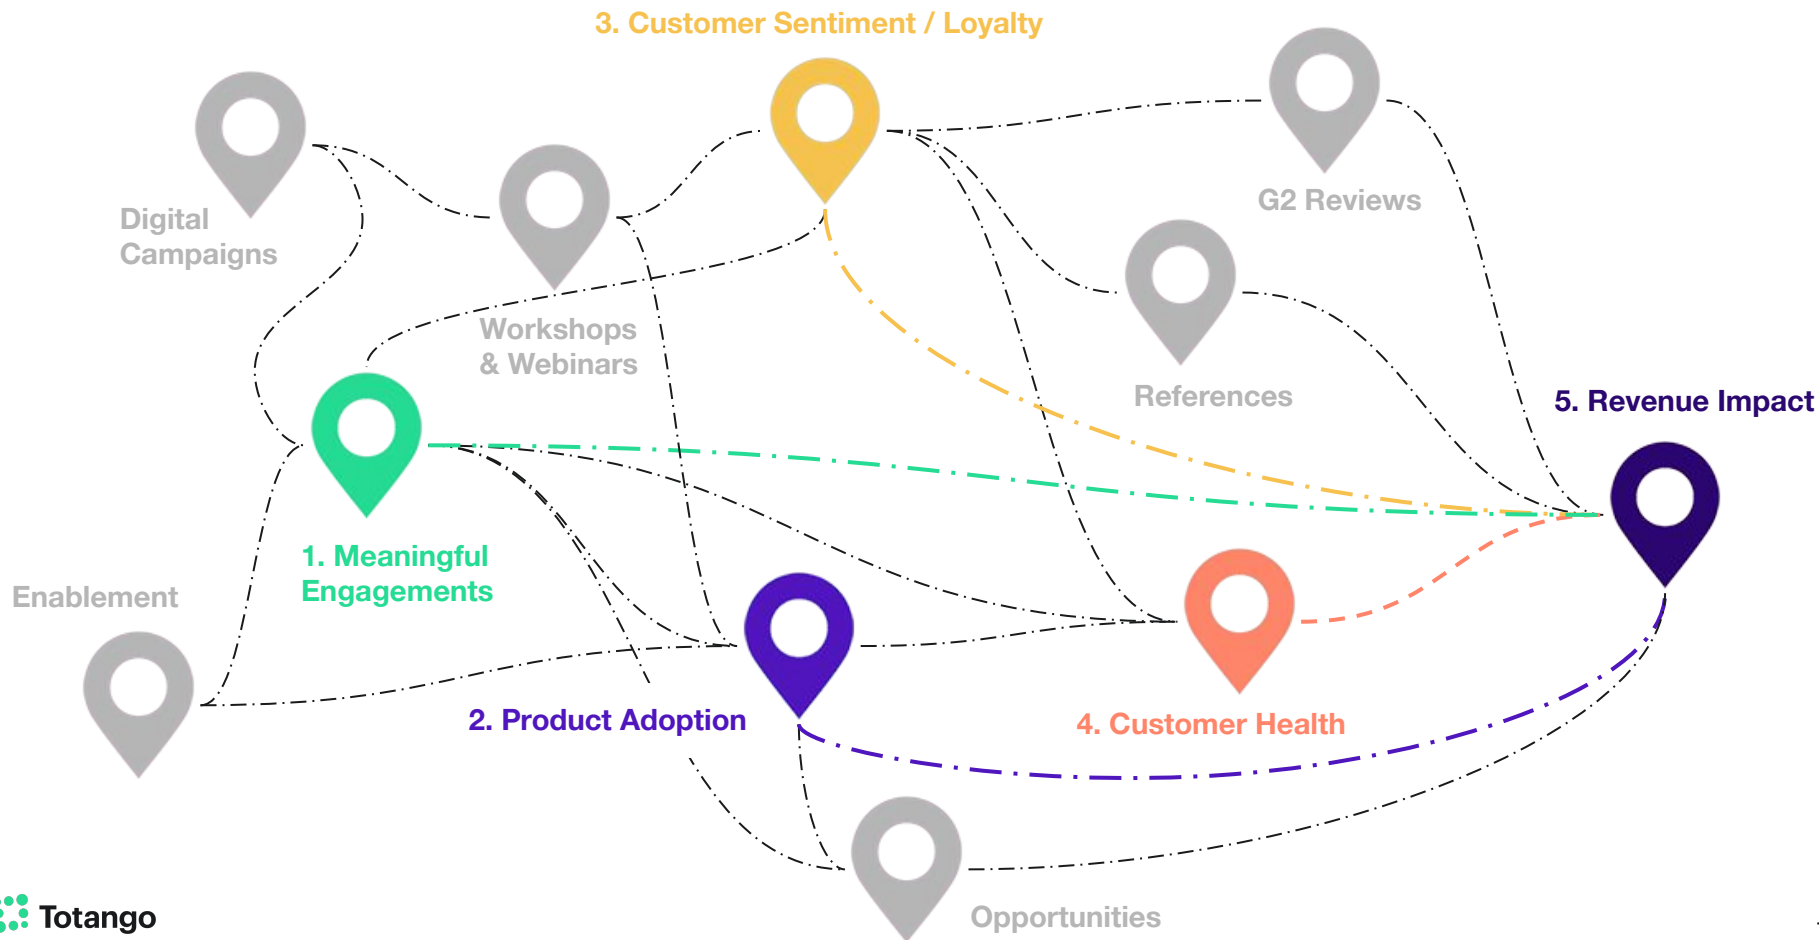 3. Customer Sentiment / Loyalty
Digital
Campaigns
G2 Reviews
Workshops
& Webinars
References
5. Revenue Impact
1. Meaningful
Engagements
Enablement
2. Product Adoption
4. Customer Health
Opportunities
Totango